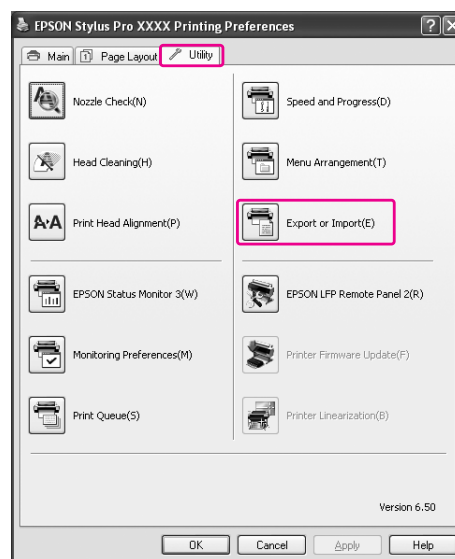 EPSON Stylus Pro XXXX Printing Preferences
Main Page Layout Utility
Nozzle Check(N)
Speed and Progress(D)
Head Cleaning(H)
Menu Arrangement(T)
Print Head Alignment(P)
Export or Import(E)
EPSON Status Monitor 3(W)
EPSON LFP Remote Panel 2(R)
Monitoring Preferences(M)
Printer Firmware Update(F)
Print Queue(S)
Printer Linearization(B)
Version 6.50
OK Cancel Apply Help